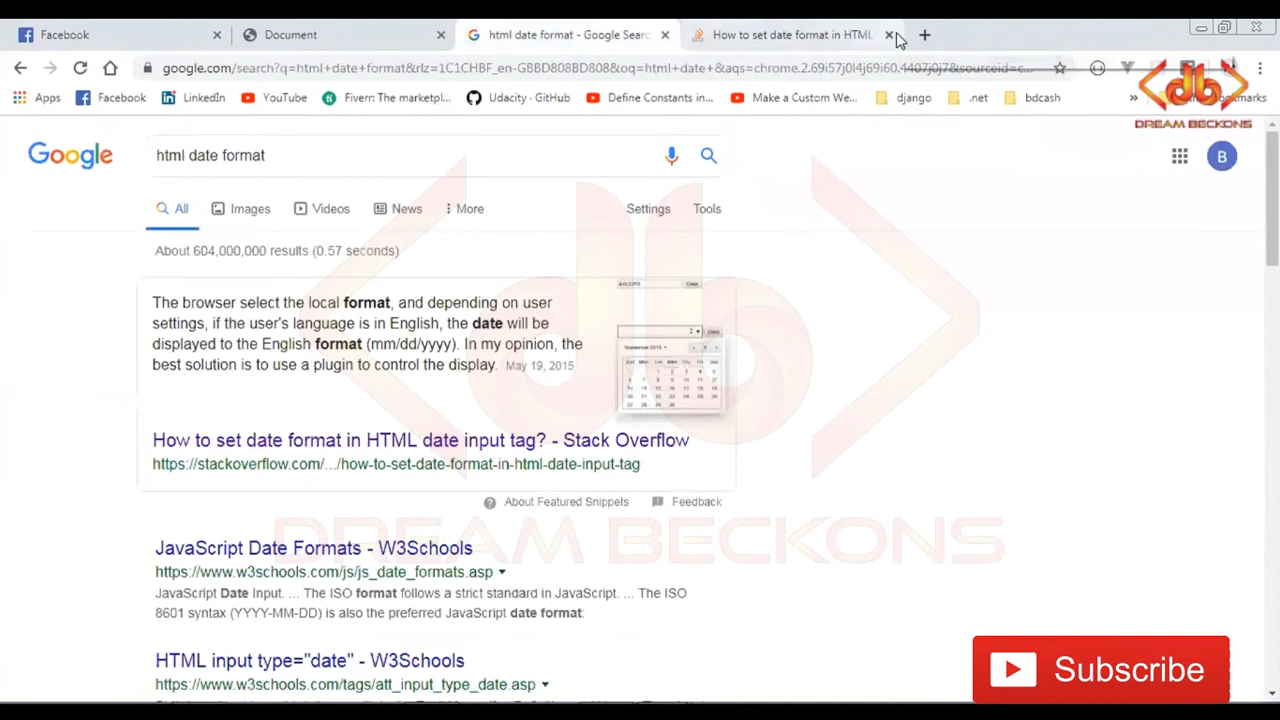 Facebook
Document
html date format - Google Sear
How to set date format in HTML
google.com/search?q=html+date+format&rlz=1C1CHBF_en-GBBD808BD808&oq=html+date+&aqs=chrome.2.69i57j0l4j69i60.4407j0j7&sourceid=c...
Apps
Facebook
LinkedIn
YouTube
Fiverr: The marketpl...
Udacity · GitHub
Define Constants in...
Make a Custom We...
django
.net
bdcash
»
DREAM BECKONS
Google
html date format
B
All
Images
Videos
News
More
Settings
Tools
About 604,000,000 results (0.57 seconds)
The browser select the local format, and depending on user
settings, if the user's language is in English, the date will be
displayed to the English format (mm/dd/yyyy). In my opinion, the
best solution is to use a plugin to control the display. May 19, 2015
How to set date format in HTML date input tag? - Stack Overflow
https://stackoverflow.com/.../how-to-set-date-format-in-html-date-input-tag
About Featured Snippets
Feedback
DREAM BECKONS
JavaScript Date Formats - W3Schools
https://www.w3schools.com/js/js_date_formats.asp
JavaScript Date Input. ... The ISO format follows a strict standard in JavaScript. ... The ISO
8601 syntax (YYYY-MM-DD) is also the preferred JavaScript date format:
HTML input type="date" - W3Schools
https://www.w3schools.com/tags/att_input_type_date.asp
Subscribe